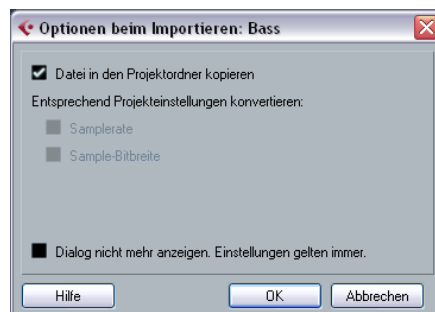 Optionen beim Importieren: Bass
Datei in den Projektordner kopieren
Entsprechend Projekteinstellungen konvertieren:
Samplerate
Sample-Bitbreite
Dialog nicht mehr anzeigen. Einstellungen gelten immer.
Hilfe
OK
Abbrechen